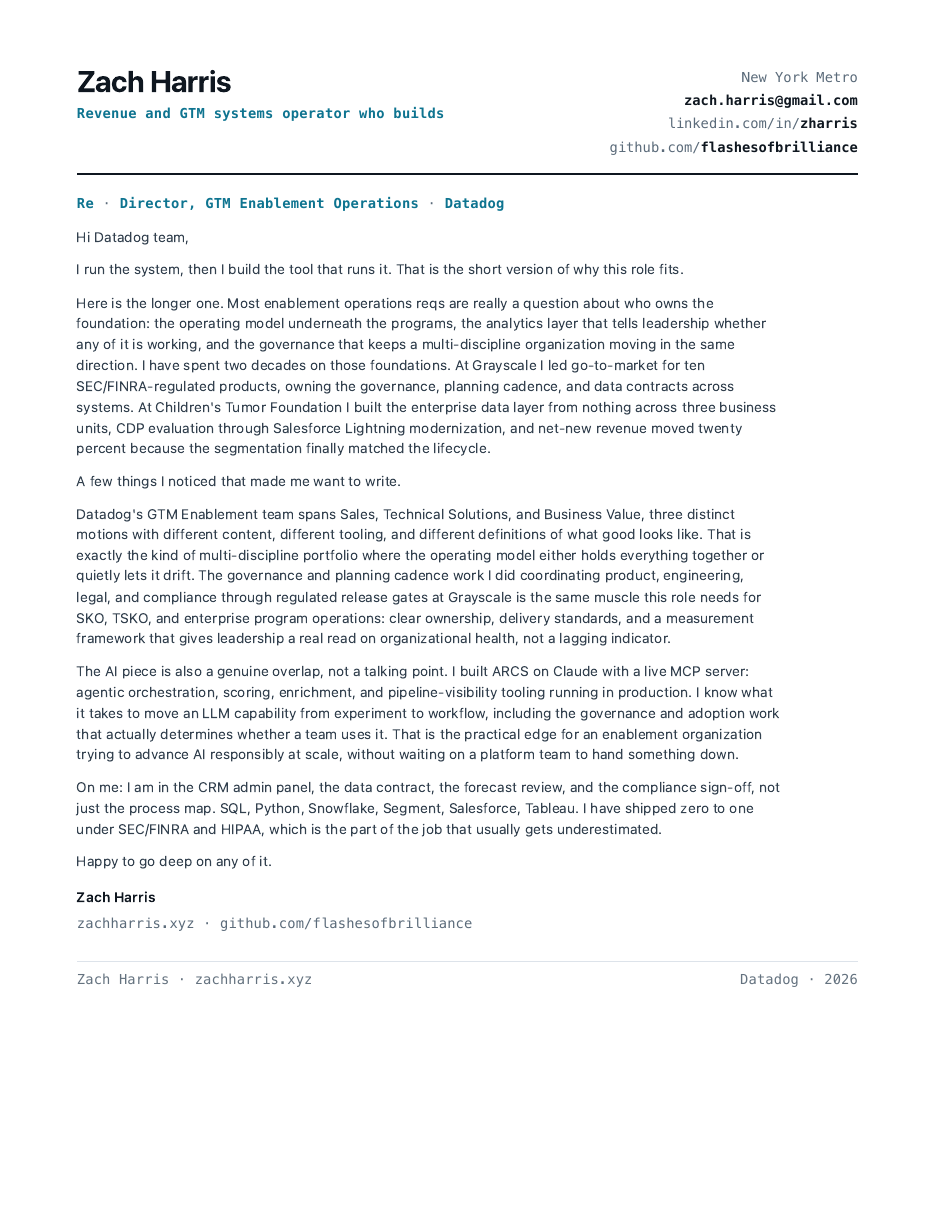 Zach Harris
Revenue and GTM systems operator who builds
New York Metro
zach.harris@gmail.com
linkedin.com/in/zharris
github.com/flashesofbrilliance
Re · Director, GTM Enablement Operations · Datadog
Hi Datadog team,
I run the system, then I build the tool that runs it. That is the short version of why this role fits.
Here is the longer one. Most enablement operations reqs are really a question about who owns the
foundation: the operating model underneath the programs, the analytics layer that tells leadership whether
any of it is working, and the governance that keeps a multi-discipline organization moving in the same
direction. I have spent two decades on those foundations. At Grayscale I led go-to-market for ten
SEC/FINRA-regulated products, owning the governance, planning cadence, and data contracts across
systems. At Children's Tumor Foundation I built the enterprise data layer from nothing across three business
units, CDP evaluation through Salesforce Lightning modernization, and net-new revenue moved twenty
percent because the segmentation finally matched the lifecycle.
A few things I noticed that made me want to write.
Datadog's GTM Enablement team spans Sales, Technical Solutions, and Business Value, three distinct
motions with different content, different tooling, and different definitions of what good looks like. That is
exactly the kind of multi-discipline portfolio where the operating model either holds everything together or
quietly lets it drift. The governance and planning cadence work I did coordinating product, engineering,
legal, and compliance through regulated release gates at Grayscale is the same muscle this role needs for
SKO, TSKO, and enterprise program operations: clear ownership, delivery standards, and a measurement
framework that gives leadership a real read on organizational health, not a lagging indicator.
The AI piece is also a genuine overlap, not a talking point. I built ARCS on Claude with a live MCP server:
agentic orchestration, scoring, enrichment, and pipeline-visibility tooling running in production. I know what
it takes to move an LLM capability from experiment to workflow, including the governance and adoption work
that actually determines whether a team uses it. That is the practical edge for an enablement organization
trying to advance AI responsibly at scale, without waiting on a platform team to hand something down.
On me: I am in the CRM admin panel, the data contract, the forecast review, and the compliance sign-off, not
just the process map. SQL, Python, Snowflake, Segment, Salesforce, Tableau. I have shipped zero to one
under SEC/FINRA and HIPAA, which is the part of the job that usually gets underestimated.
Happy to go deep on any of it.
Zach Harris
zachharris.xyz · github.com/flashesofbrilliance
Zach Harris · zachharris.xyz
Datadog · 2026